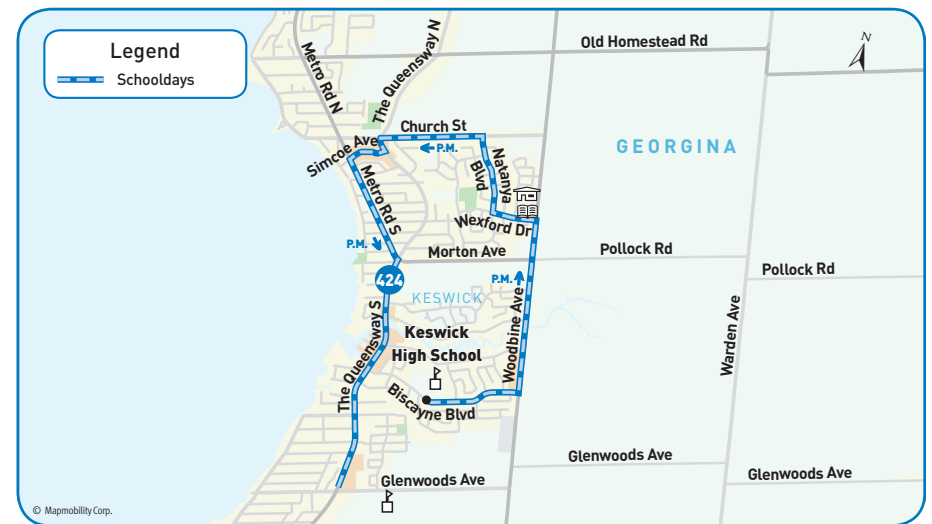 Legend
Schooldays
Old Homestead Rd
N
Metro Rd N
The Queensway N
Church St
P.M.
GEORGINA
Simcoe Ave
Natanya
Blvd
Metro Rd S
Wexford Dr
P.M.
Morton Ave
Pollock Rd
Pollock Rd
424
P.M.
KESWICK
Keswick
High School
The Queensway S
Woodbine Ave
Warden Ave
Biscayne Blvd
Glenwoods Ave
Glenwoods Ave
Glenwoods Ave
© Mapmobility Corp.